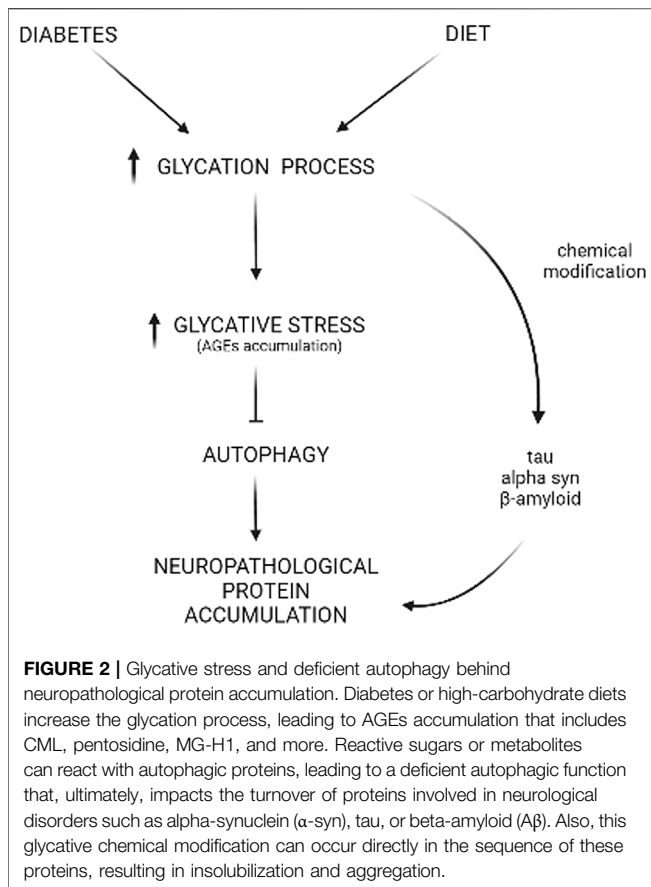 DIABETES
DIET
GLYCATION PROCESS
chemical
modification
GLYCATIVE STRESS
(AGEs accumulation)
AUTOPHAGY
tau
alpha syn
β-amyloid
NEUROPATHOLOGICAL
PROTEIN
ACCUMULATION
FIGURE 2 | Glycative stress and deficient autophagy behind
neuropathological protein accumulation. Diabetes or high-carbohydrate diets
increase the glycation process, leading to AGEs accumulation that includes
CML, pentosidine, MG-H1, and more. Reactive sugars or metabolites
can react with autophagic proteins, leading to a deficient autophagic function
that, ultimately, impacts the turnover of proteins involved in neurological
disorders such as alpha-synuclein (α-syn), tau, or beta-amyloid (Aβ). Also, this
glycative chemical modification can occur directly in the sequence of these
proteins, resulting in insolubilization and aggregation.